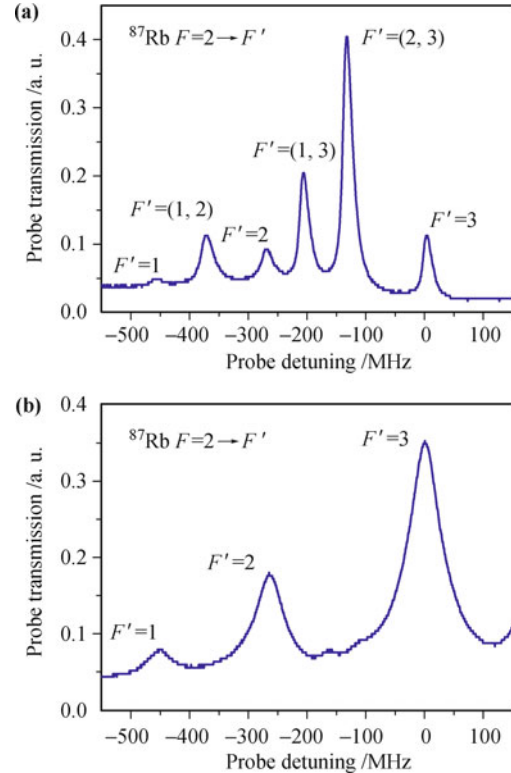 (a)
⁸⁷Rb F=2→F′
F′=(2, 3)
F′=(1, 3)
F′=(1, 2)
F′=2
F′=3
F′=1
Probe transmission /a. u.
0.4
0.3
0.2
0.1
0.0
−500 −400 −300 −200 −100 0 100
Probe detuning /MHz
(b)
⁸⁷Rb F=2→F′
F′=3
F′=2
F′=1
Probe transmission /a. u.
0.4
0.3
0.2
0.1
0.0
−500 −400 −300 −200 −100 0 100
Probe detuning /MHz